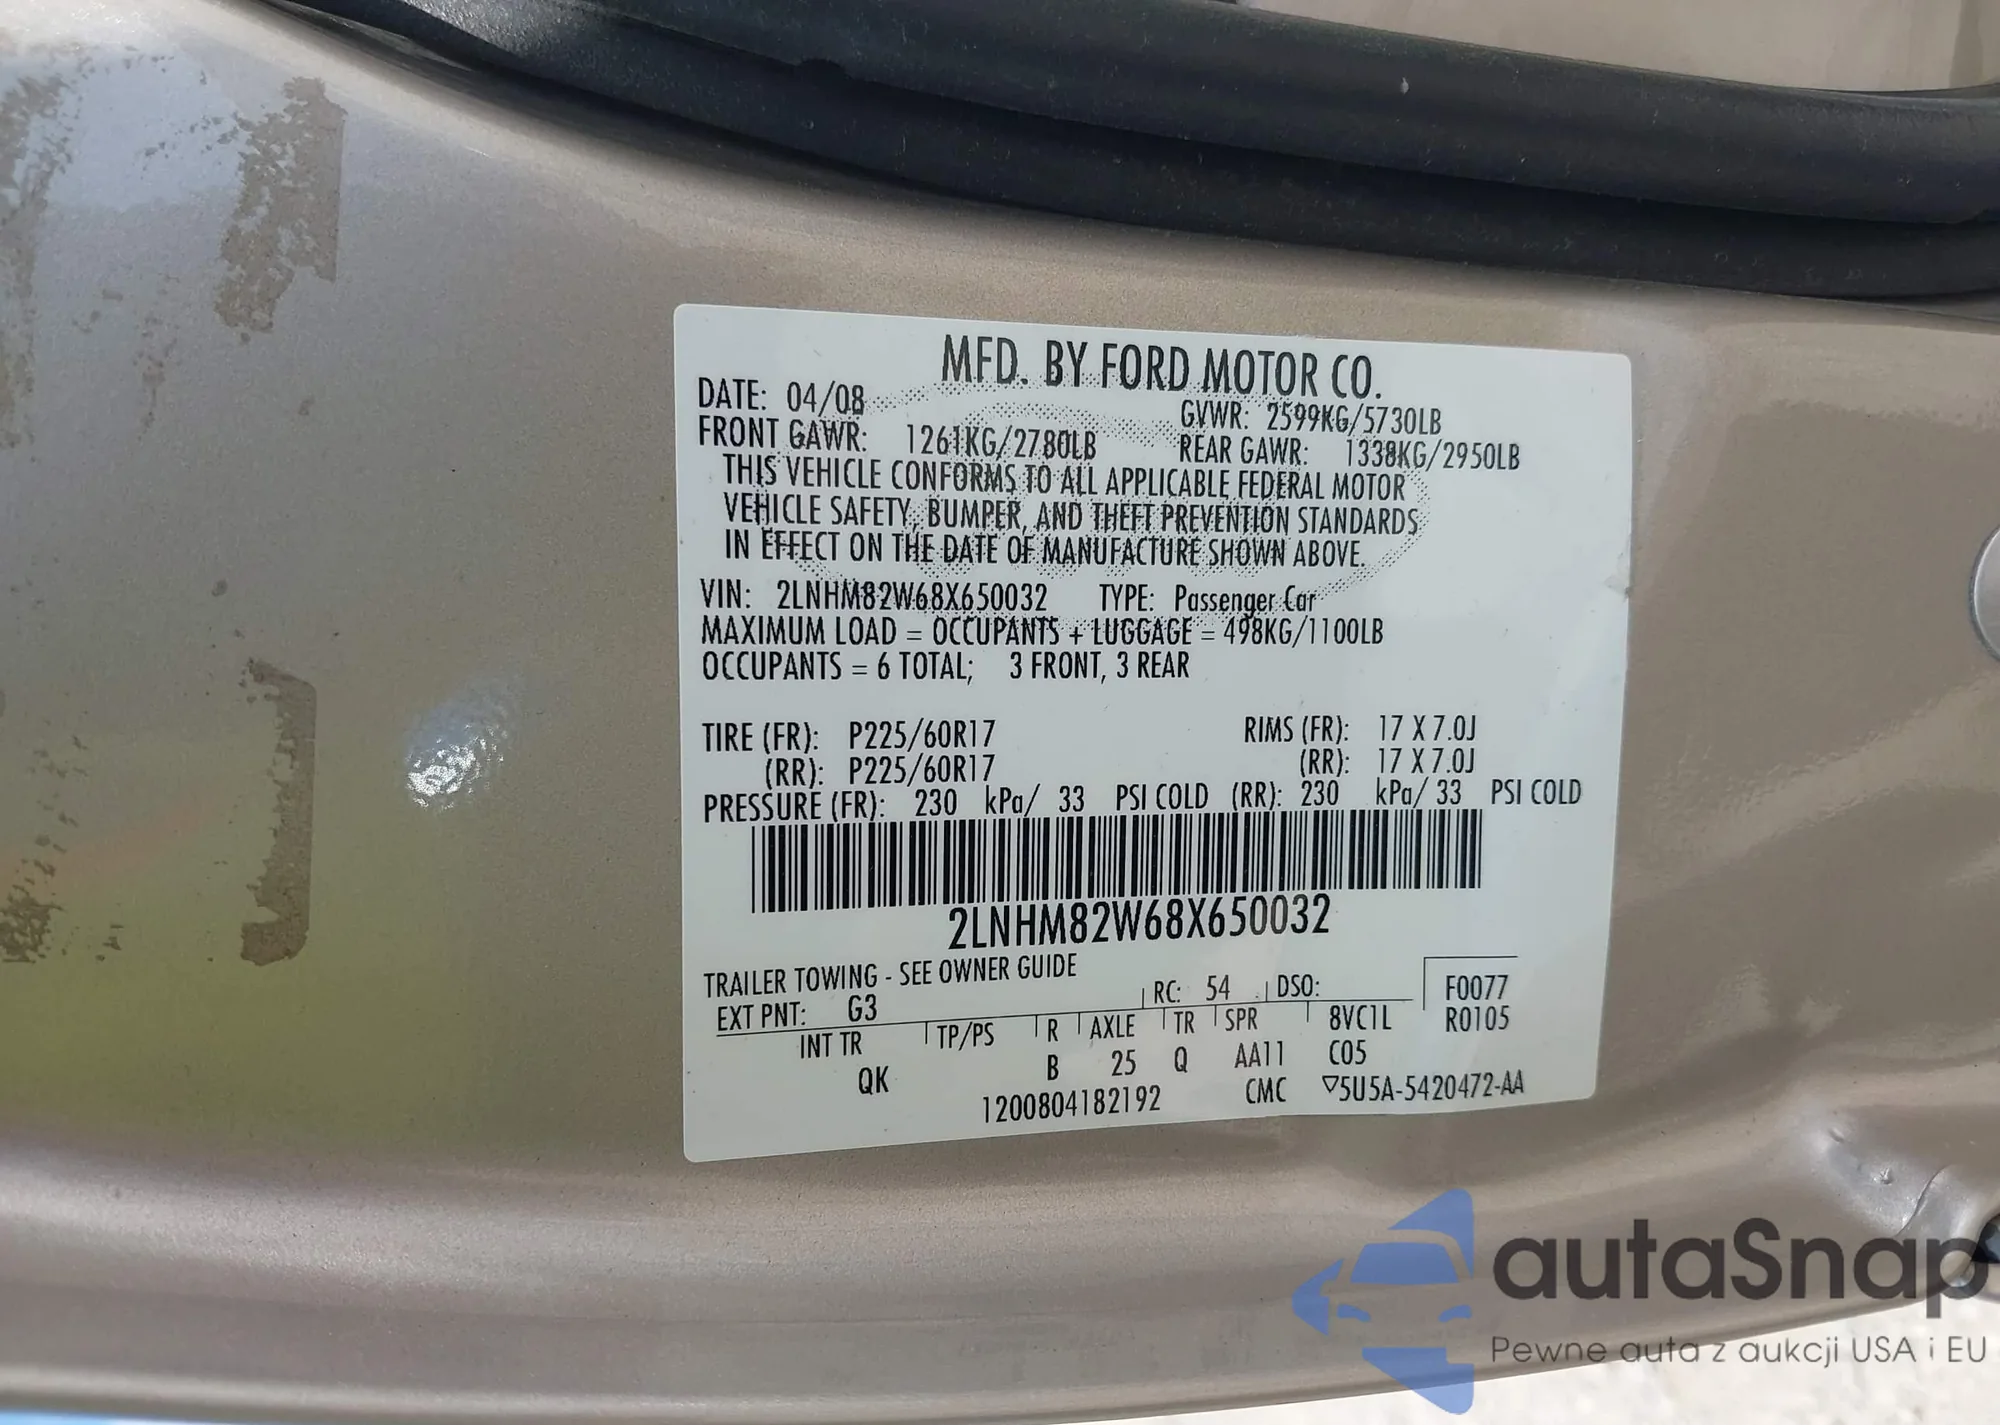 MFD. BY FORD MOTOR CO.
DATE: 04/08 GVWR: 2599KG/5730LB
FRONT GAWR: 1261KG/2780LB REAR GAWR: 1338KG/2950LB
THIS VEHICLE CONFORMS TO ALL APPLICABLE FEDERAL MOTOR
VEHICLE SAFETY, BUMPER, AND THEFT PREVENTION STANDARDS
IN EFFECT ON THE DATE OF MANUFACTURE SHOWN ABOVE.
VIN: 2LNHM82W68X650032 TYPE: Passenger Car
MAXIMUM LOAD = OCCUPANTS + LUGGAGE = 498KG/1100LB
OCCUPANTS = 6 TOTAL; 3 FRONT, 3 REAR
TIRE (FR): P225/60R17 RIMS (FR): 17 X 7.0J
(RR): P225/60R17 (RR): 17 X 7.0J
PRESSURE (FR): 230 kPa/ 33 PSI COLD (RR): 230 kPa/ 33 PSI COLD
2LNHM82W68X650032
TRAILER TOWING - SEE OWNER GUIDE
EXT PNT: G3 RC: 54 DSO: F0077
INT TR TP/PS R AXLE TR SPR 8VC1L R0105
QK B 25 Q AA11 C05
1200804182192 CMC ▽5U5A-5420472-AA
autaSnap
Pewne auta z aukcji USA i EU